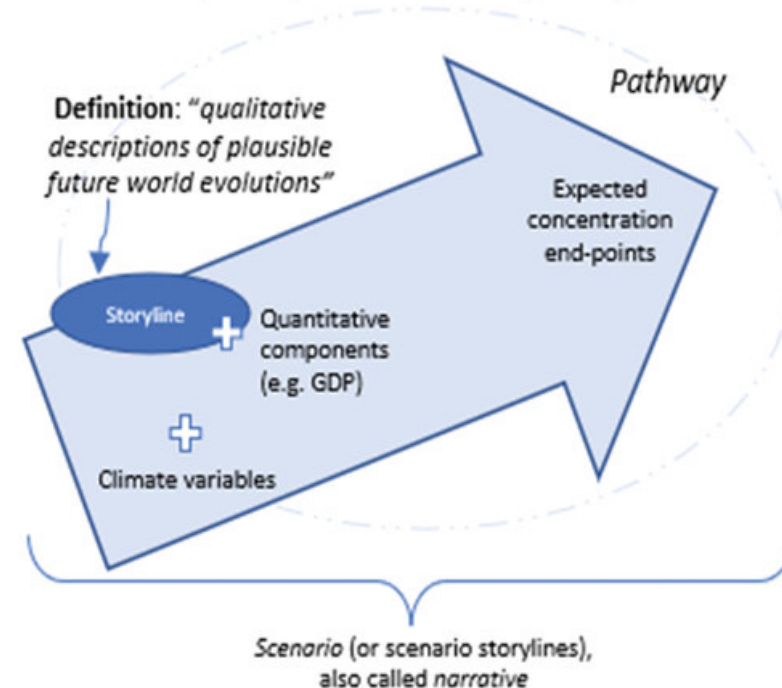 Pathway
Definition: “qualitative
descriptions of plausible
future world evolutions”
Expected
concentration
end-points
Storyline
Quantitative
components
(e.g. GDP)
Climate variables
Scenario (or scenario storylines),
also called narrative